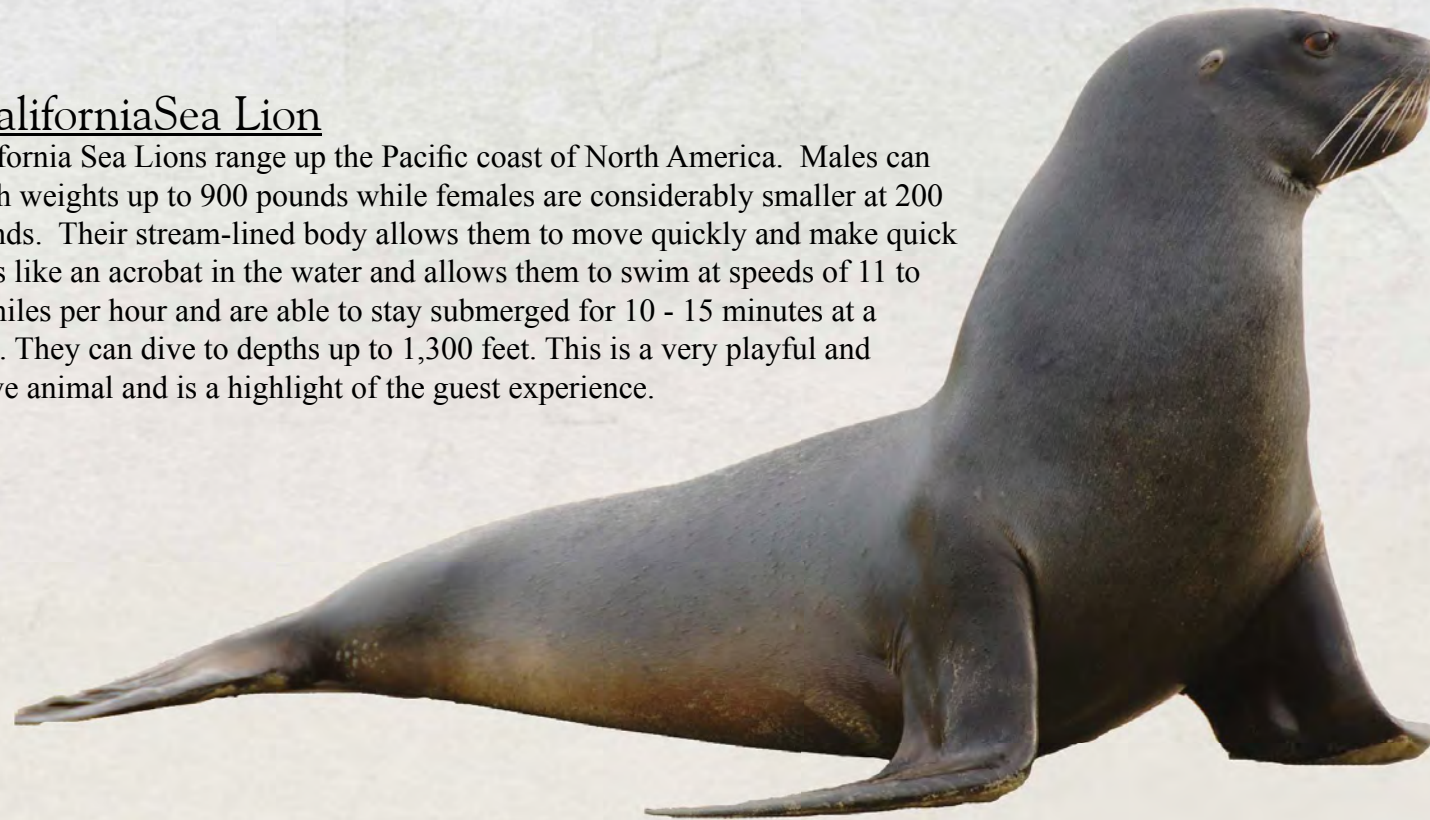 aliforniaSea Lion
fornia Sea Lions range up the Pacific coast of North America.  Males can
h weights up to 900 pounds while females are considerably smaller at 200
nds.  Their stream-lined body allows them to move quickly and make quick
s like an acrobat in the water and allows them to swim at speeds of 11 to
miles per hour and are able to stay submerged for 10 - 15 minutes at a
. They can dive to depths up to 1,300 feet. This is a very playful and
ve animal and is a highlight of the guest experience.